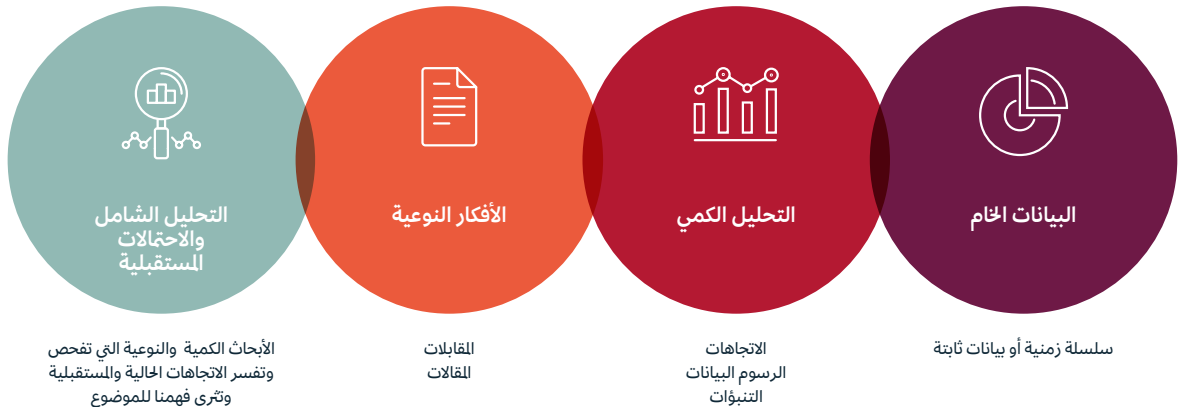 البيانات الخام
سلسلة زمنية أو بيانات ثابتة
التحليل الكمي
الاتجاهات
الرسوم البيانات
التنبؤات
الأفكار النوعية
المقابلات
المقالات
التحليل الشامل
والاحتمالات
المستقبلية
الأبحاث الكمية والنوعية التي تفحص
وتفسر الاتجاهات الحالية والمستقبلية
وتثري فهمنا للموضوع